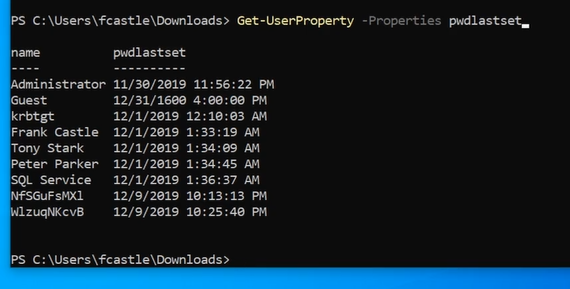 PS C:\Users\fcastle\Downloads> Get-UserProperty -Properties pwdlastset
name pwdlastset
---- ----------
Administrator 11/30/2019 11:56:22 PM
Guest 12/31/1600 4:00:00 PM
krbtgt 12/1/2019 12:10:03 AM
Frank Castle 12/1/2019 1:33:19 AM
Tony Stark 12/1/2019 1:34:09 AM
Peter Parker 12/1/2019 1:34:45 AM
SQL Service 12/1/2019 1:36:37 AM
NfSGuFsMXl 12/9/2019 10:13:13 PM
WlzuqNKcvB 12/9/2019 10:25:40 PM
PS C:\Users\fcastle\Downloads>